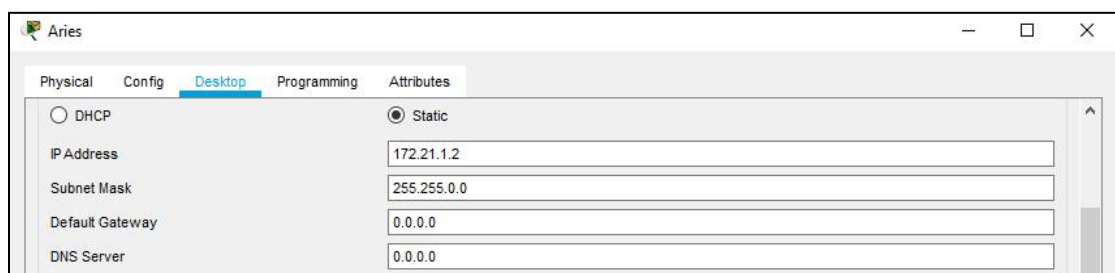 Aries
Physical Config Desktop Programming Attributes
DHCP Static
IP Address 172.21.1.2
Subnet Mask 255.255.0.0
Default Gateway 0.0.0.0
DNS Server 0.0.0.0